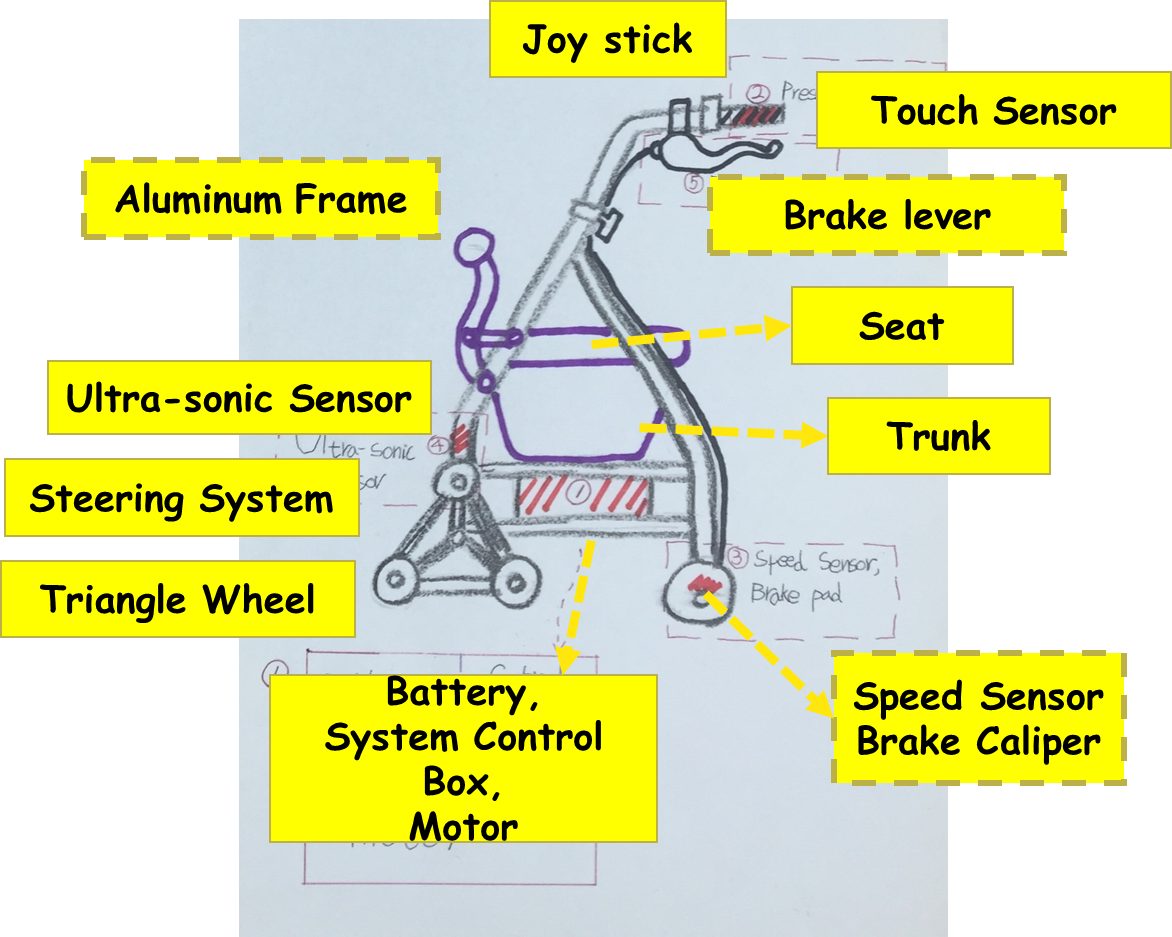 Joy stick
② Pres
Touch Sensor
Aluminum Frame
⑤
Brake lever
Seat
Ultra-sonic Sensor
Ultra-sonic ④
Trunk
Steering System
①
③ Speed Sensor,
Brake pad
Triangle Wheel
①
Battery,
System Control
Box,
Motor
Speed Sensor
Brake Caliper